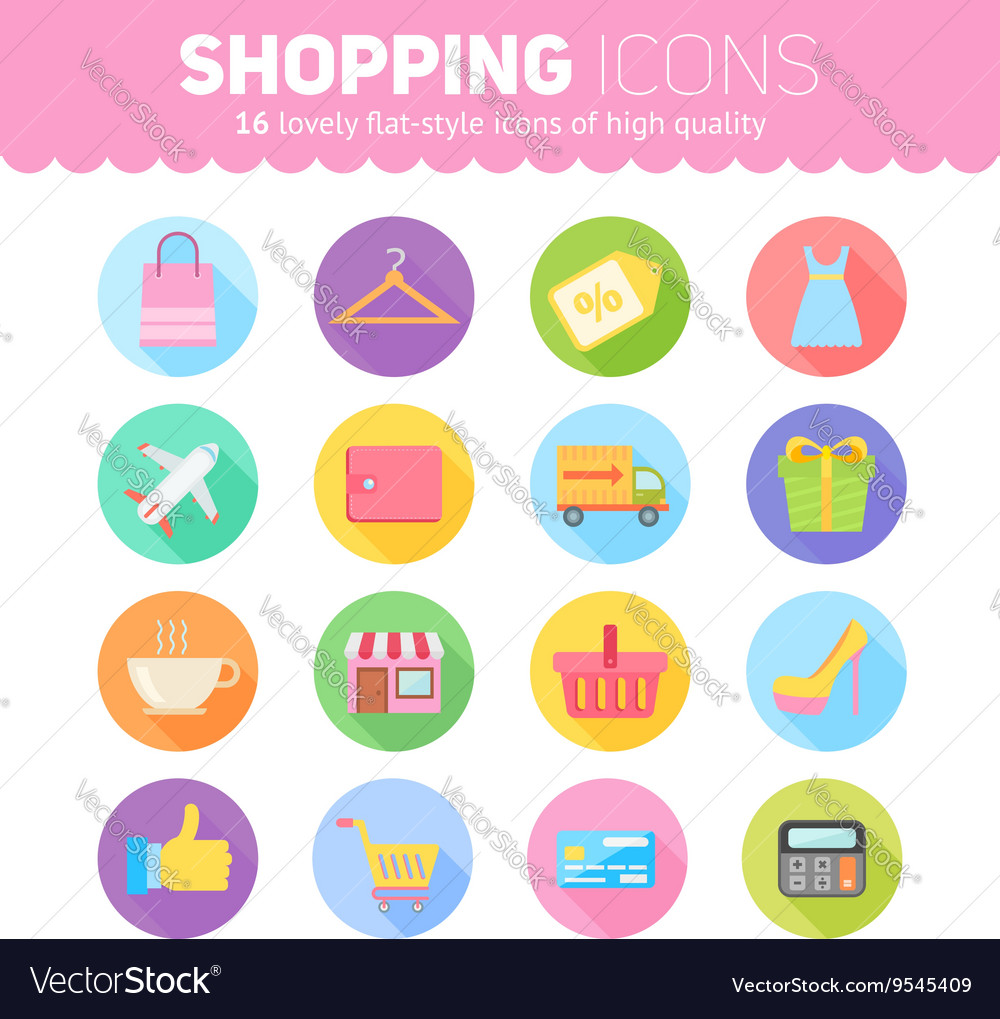 SHOPPING ICONS
16 lovely flat-style icons of high quality
%
VectorStock®
VectorStock.com/9545409